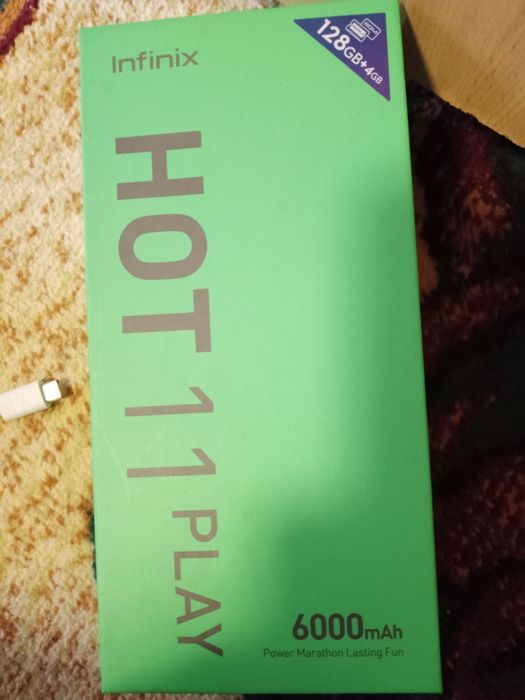 Infinix
128GB+4GB
HOT 11 PLAY
6000mAh
Power Marathon Lasting Fun